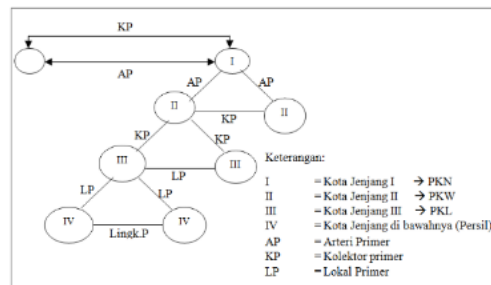 KP
I
AP
AP
AP
II
KP
II
KP
KP
Keterangan:
III
LP
III
I = Kota Jenjang I → PKN
LP
LP
II = Kota Jenjang II → PKW
III = Kota Jenjang III → PKL
IV
IV
IV = Kota Jenjang di bawahnya (Persil)
Lingk.P
AP = Arteri Primer
KP = Kolektor primer
LP = Lokal Primer